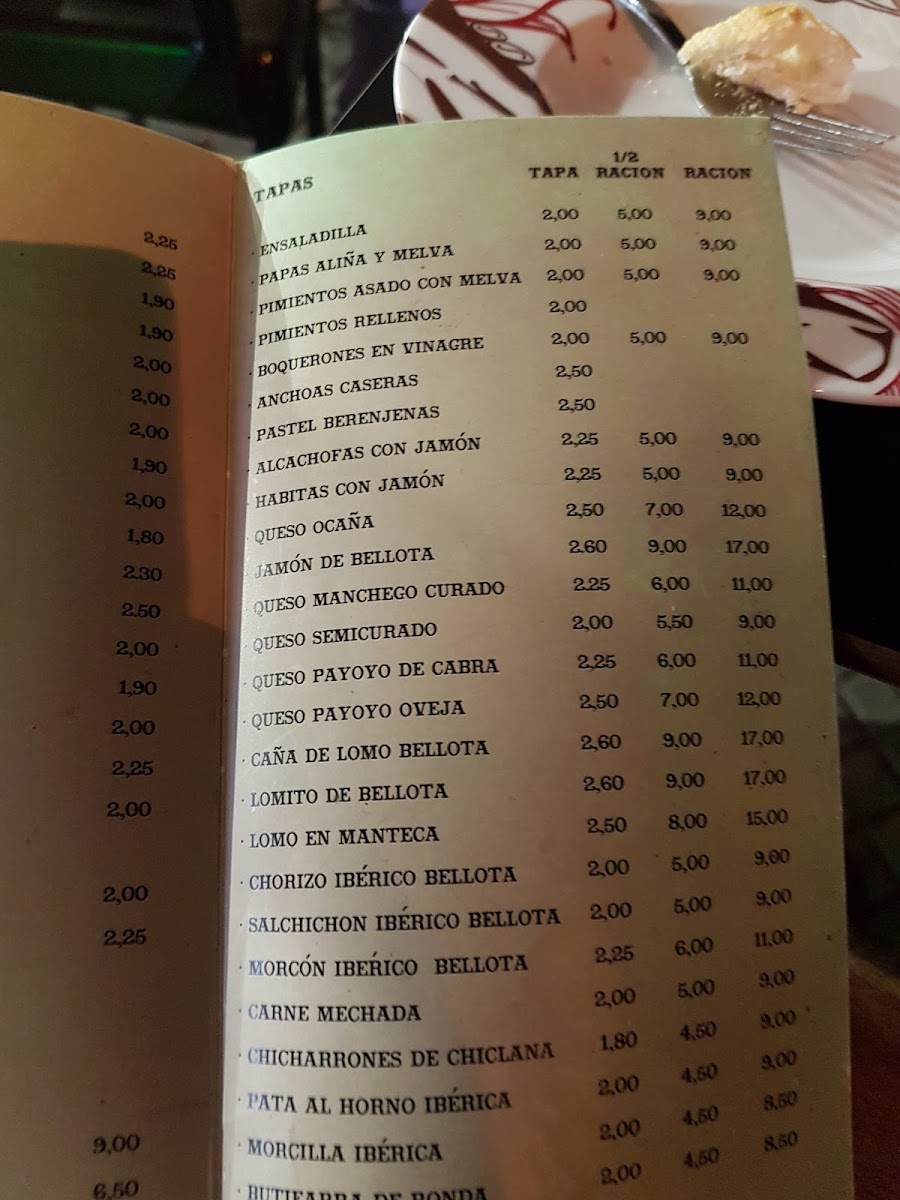 2,25
2,25
1,90
1,90
2,00
2,00
2,00
1,90
2,00
1,80
2.30
2.50
2,00
1,90
2,00
2,25
2,00
2,00
2,25
9,00
6,50
TAPAS TAPA 1/2 RACION RACION
· ENSALADILLA 2,00 5,00 9,00
· PAPAS ALIÑA Y MELVA 2,00 5,00 9,00
· PIMIENTOS ASADO CON MELVA 2,00 5,00 9,00
· PIMIENTOS RELLENOS 2,00
· BOQUERONES EN VINAGRE 2,00 5,00 9,00
· ANCHOAS CASERAS 2,50
· PASTEL BERENJENAS 2,50
· ALCACHOFAS CON JAMÓN 2,25 5,00 9,00
· HABITAS CON JAMÓN 2,25 5,00 9,00
· QUESO OCAÑA 2,50 7,00 12,00
· JAMÓN DE BELLOTA 2.60 9,00 17,00
· QUESO MANCHEGO CURADO 2.25 6,00 11,00
· QUESO SEMICURADO 2,00 5,50 9,00
· QUESO PAYOYO DE CABRA 2,25 6,00 11,00
· QUESO PAYOYO OVEJA 2,50 7,00 12,00
· CAÑA DE LOMO BELLOTA 2,60 9,00 17,00
· LOMITO DE BELLOTA 2,60 9,00 17,00
· LOMO EN MANTECA 2,50 8,00 15,00
· CHORIZO IBÉRICO BELLOTA 2,00 5,00 9,00
· SALCHICHON IBÉRICO BELLOTA 2,00 5,00 9,00
· MORCÓN IBÉRICO BELLOTA 2,25 6,00 11,00
· CARNE MECHADA 2,00 5,00 9,00
· CHICHARRONES DE CHICLANA 1,80 4,50 9,00
· PATA AL HORNO IBÉRICA 2,00 4,50 9,00
· MORCILLA IBÉRICA 2,00 4,50 8,50
· BUTIFARRA DE RONDA 2,00 4,50 8,50